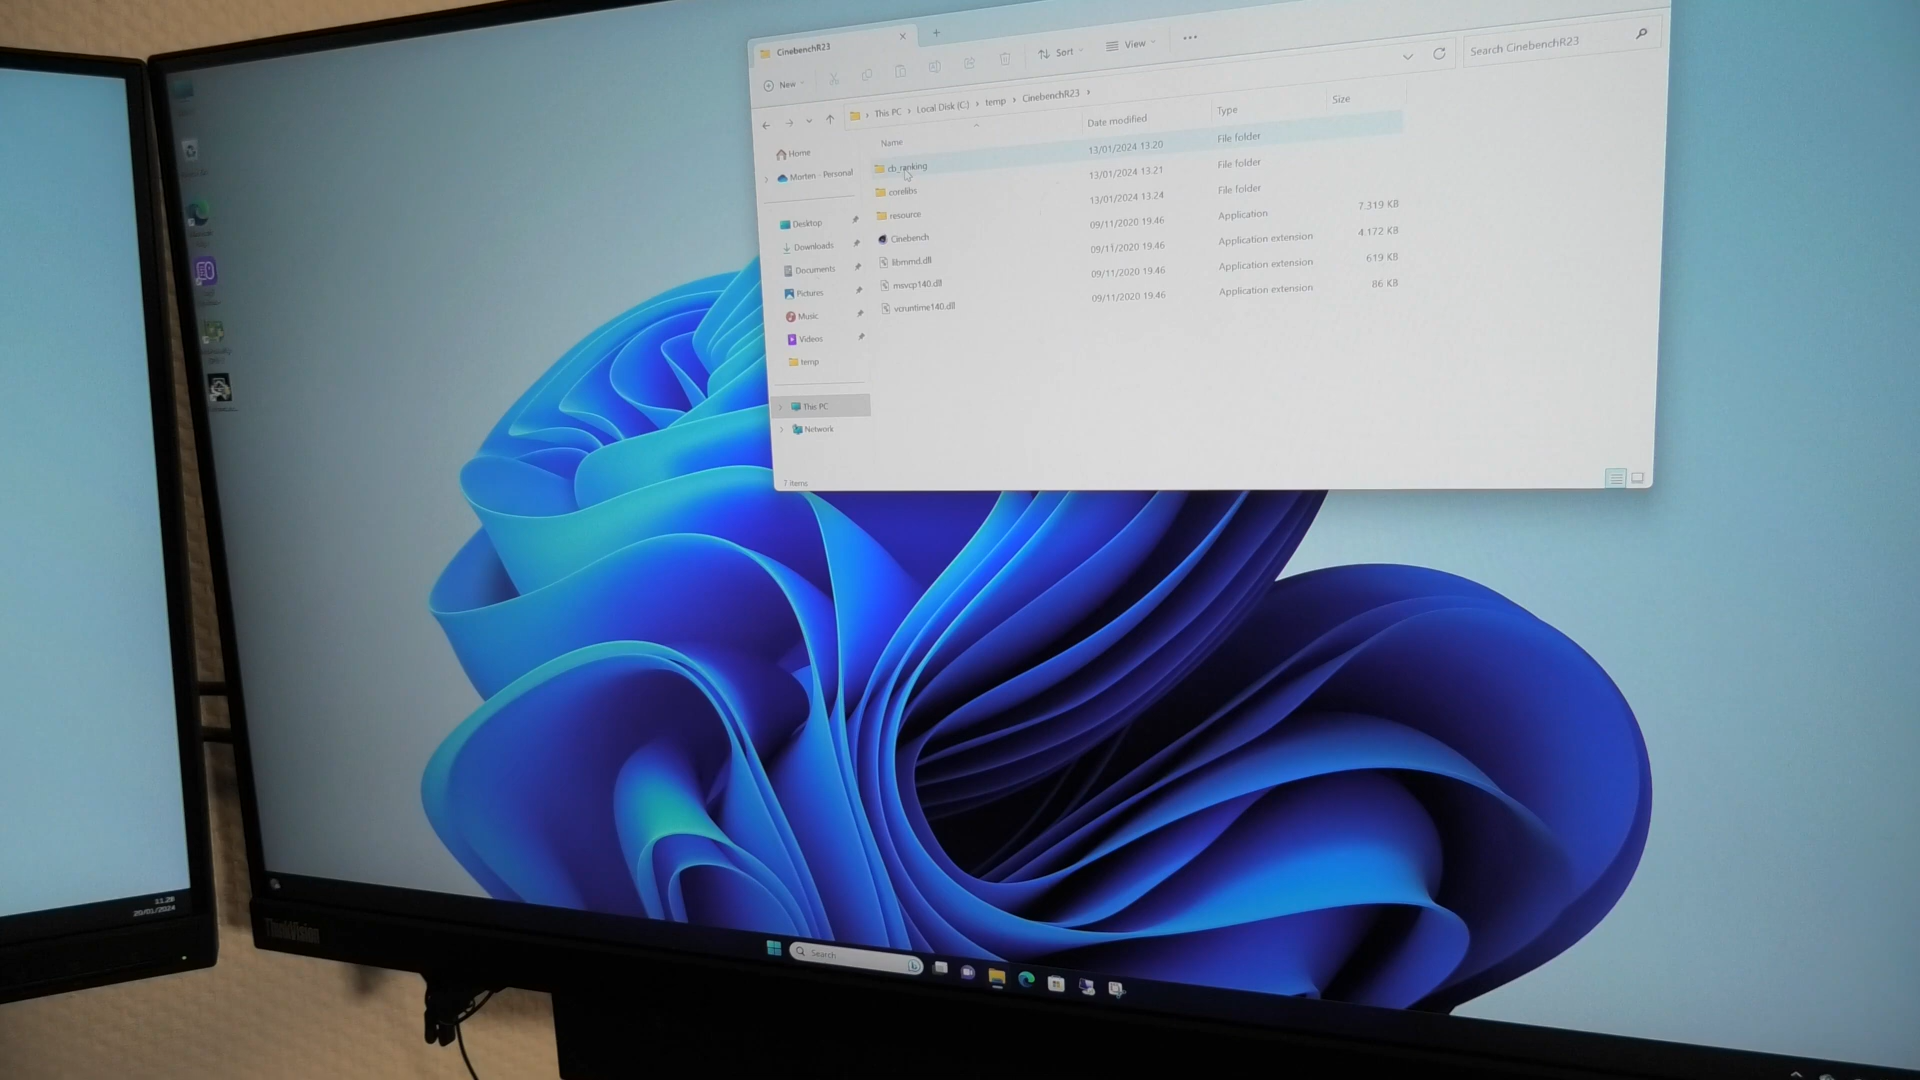 CinebenchR23
New
Sort
View
This PC > Local Disk (C:) > temp > CinebenchR23 >
Search CinebenchR23
Name
Date modified
Type
Size
cb_ranking 13/01/2024 13.20 File folder
corelibs 13/01/2024 13.21 File folder
resource 13/01/2024 13.24 File folder
Cinebench 09/11/2020 19.46 Application 7.319 KB
libmmd.dll 09/11/2020 19.46 Application extension 4.172 KB
msvcp140.dll 09/11/2020 19.46 Application extension 619 KB
vcruntime140.dll 09/11/2020 19.46 Application extension 86 KB
Home
Morten - Personal
Desktop
Downloads
Documents
Pictures
Music
Videos
temp
This PC
Network
7 items
11.28
20/01/2024
ThinkVision
Search